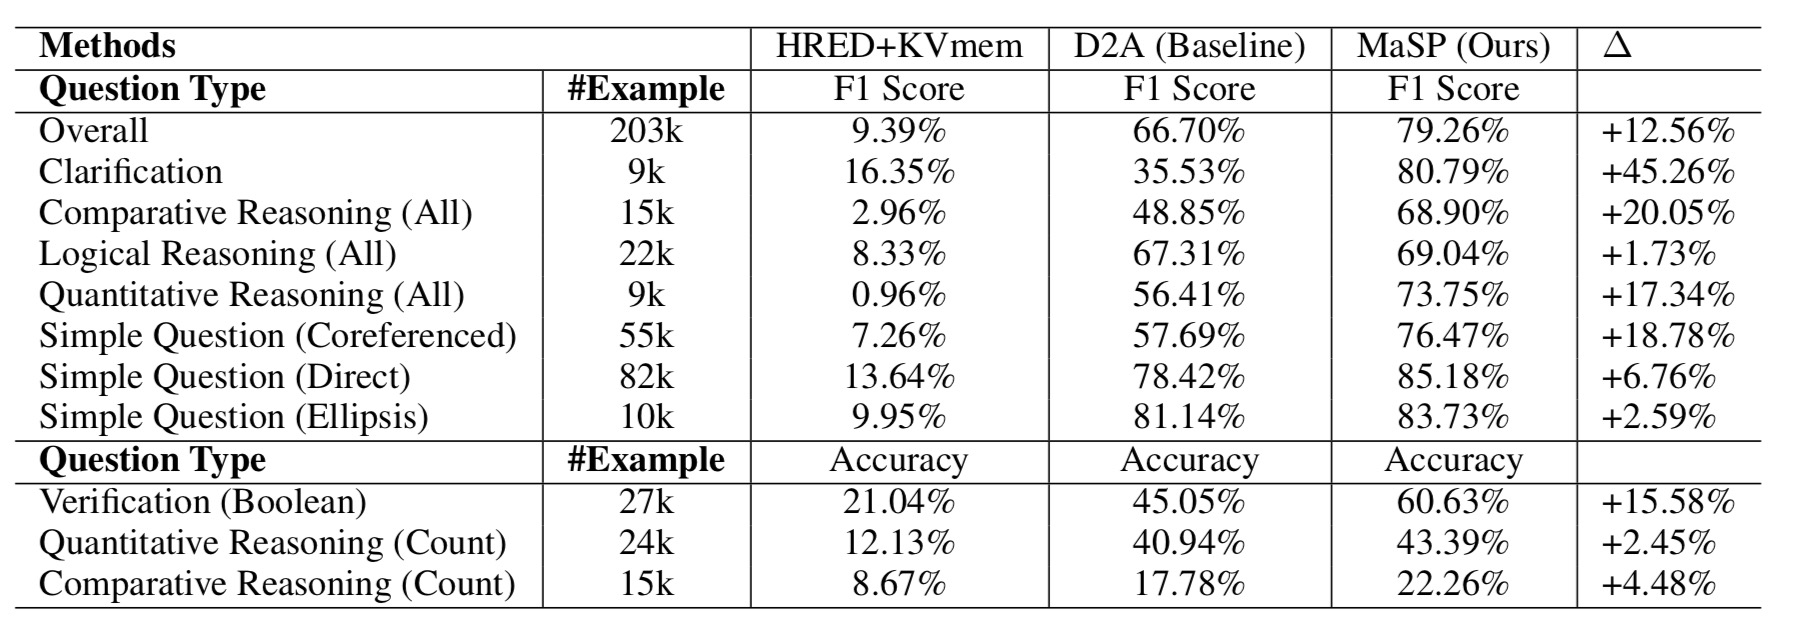 Methods HRED+KVmem D2A (Baseline) MaSP (Ours) Δ
Question Type #Example F1 Score F1 Score F1 Score
Overall 203k 9.39% 66.70% 79.26% +12.56%
Clarification 9k 16.35% 35.53% 80.79% +45.26%
Comparative Reasoning (All) 15k 2.96% 48.85% 68.90% +20.05%
Logical Reasoning (All) 22k 8.33% 67.31% 69.04% +1.73%
Quantitative Reasoning (All) 9k 0.96% 56.41% 73.75% +17.34%
Simple Question (Coreferenced) 55k 7.26% 57.69% 76.47% +18.78%
Simple Question (Direct) 82k 13.64% 78.42% 85.18% +6.76%
Simple Question (Ellipsis) 10k 9.95% 81.14% 83.73% +2.59%
Question Type #Example Accuracy Accuracy Accuracy
Verification (Boolean) 27k 21.04% 45.05% 60.63% +15.58%
Quantitative Reasoning (Count) 24k 12.13% 40.94% 43.39% +2.45%
Comparative Reasoning (Count) 15k 8.67% 17.78% 22.26% +4.48%